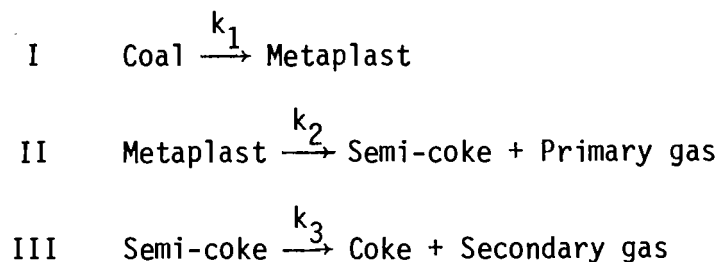 I Coal k1⟶ Metaplast
II Metaplast k2⟶ Semi-coke + Primary gas
III Semi-coke k3⟶ Coke + Secondary gas